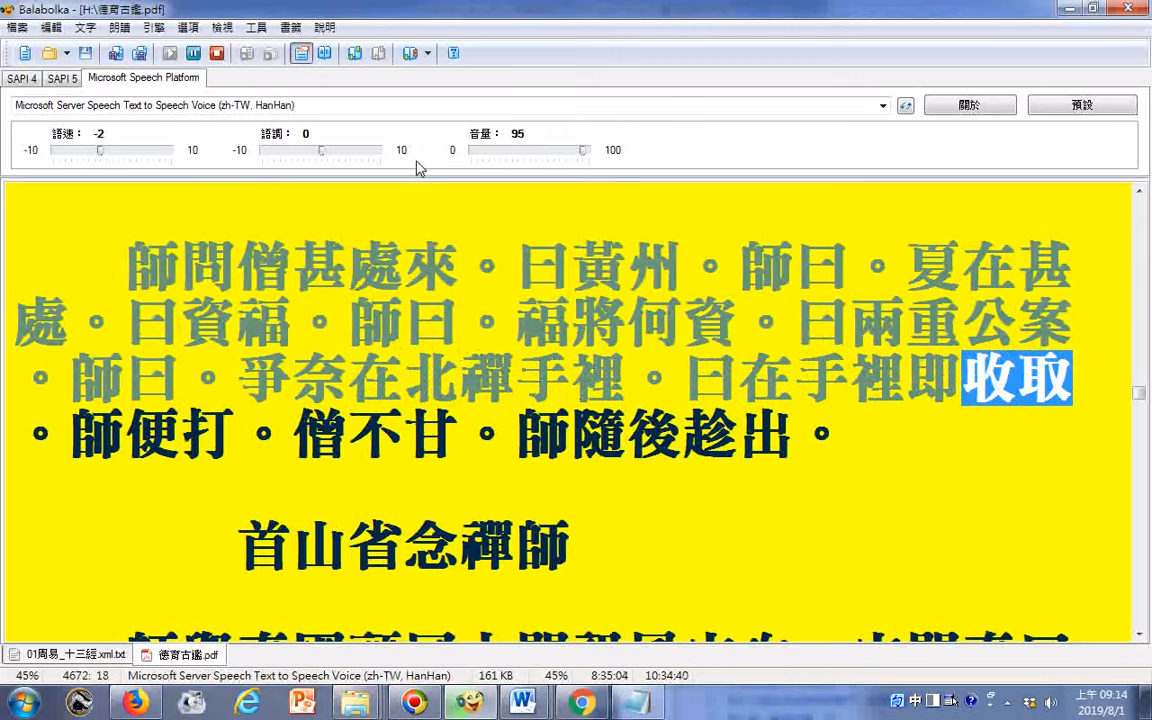 Balabolka - [H:\德育古鑑.pdf]
檔案 編輯 文字 朗讀 引擎 選項 檢視 工具 書籤 說明
SAPI 4 SAPI 5 Microsoft Speech Platform
Microsoft Server Speech Text to Speech Voice (zh-TW, HanHan) 關於 預設
語速： -2 語調： 0 音量： 95
-10 10 -10 10 0 100
師問僧甚處來。曰黃州。師曰。夏在甚
處。曰資福。師曰。福將何資。曰兩重公案
。師曰。爭奈在北禪手裡。曰在手裡即收取
。師便打。僧不甘。師隨後趁出。
首山省念禪師
01周易_十三經.xml.txt 德育古鑑.pdf
45% 4672: 18 Microsoft Server Speech Text to Speech Voice (zh-TW, HanHan) 161 KB 45% 8:35:04 10:34:40
中 上午 09:14
2019/8/1